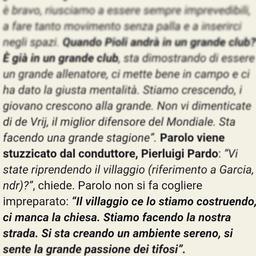 è bravo, riusciamo a essere sempre imprevedibili,
a fare tanto movimento senza palla e a inserirci
negli spazi. Quando Pioli andrà in un grande club?
È già in un grande club, sta dimostrando di essere
un grande allenatore, ci mette bene in campo e ci
ha dato la giusta mentalità. Stiamo crescendo, i
giovani crescono alla grande. Non vi dimenticate
di de Vrij, il miglior difensore del Mondiale. Sta
facendo una grande stagione”. Parolo viene
stuzzicato dal conduttore, Pierluigi Pardo: “Vi
state riprendendo il villaggio (riferimento a Garcia,
ndr)?”, chiede. Parolo non si fa cogliere
impreparato: “Il villaggio ce lo stiamo costruendo,
ci manca la chiesa. Stiamo facendo la nostra
strada. Si sta creando un ambiente sereno, si
sente la grande passione dei tifosi”.